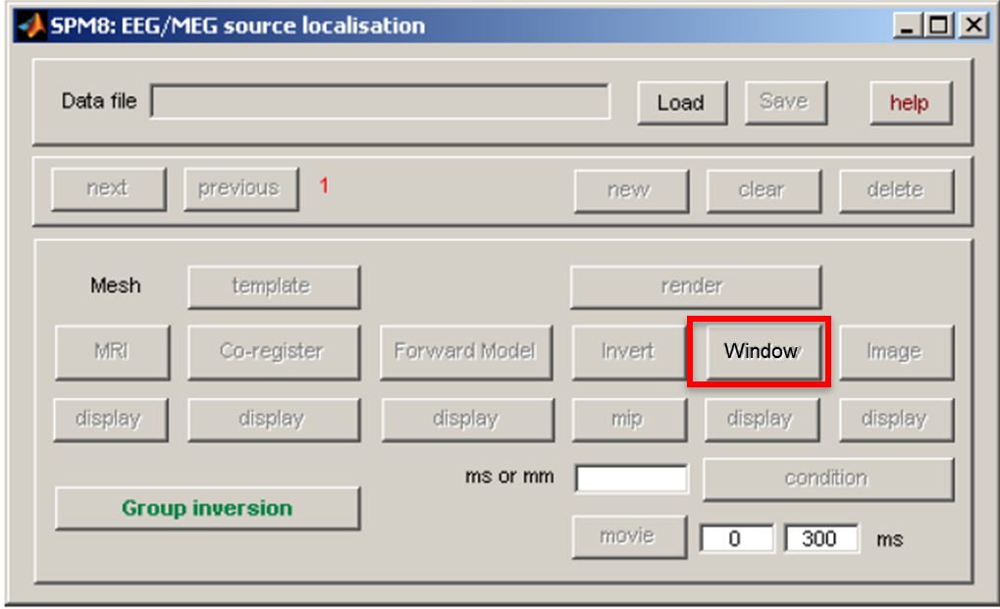 SPM8: EEG/MEG source localisation
Data file Load Save help
next previous 1 new clear delete
Mesh template render
MRI Co-register Forward Model Invert Window Image
display display display mip display display
ms or mm condition
Group inversion
movie 0 300 ms